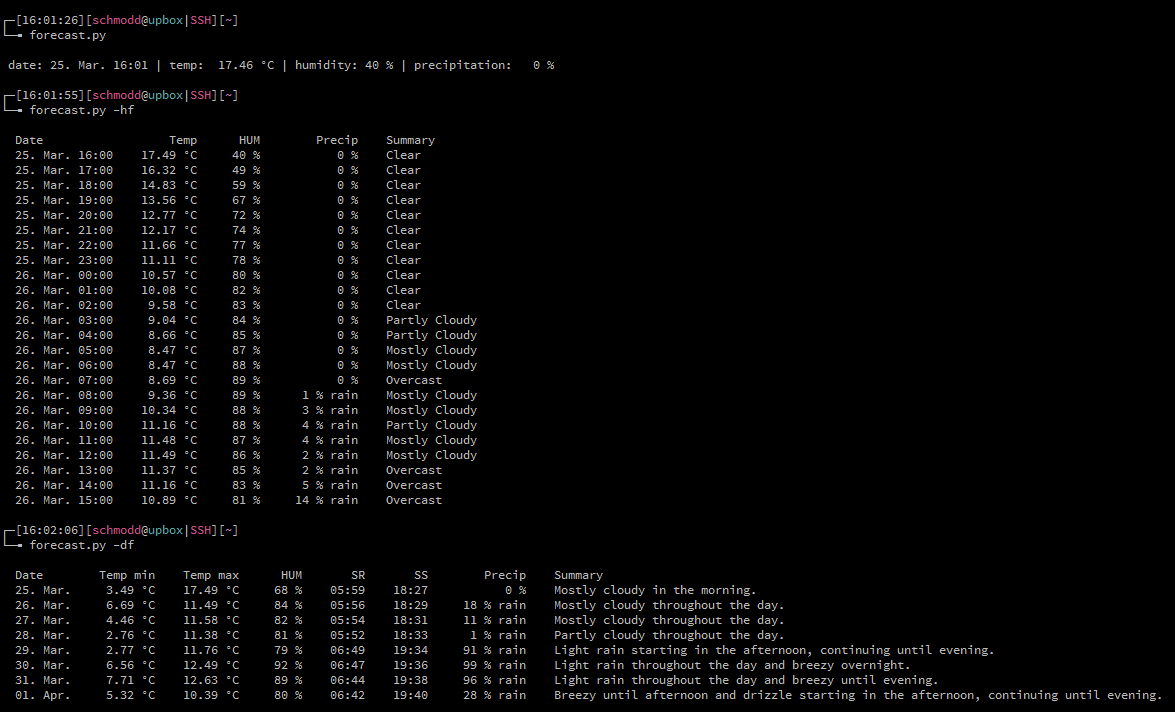 ┌─[16:01:26][schmodd@upbox|SSH][~]
└─╼ forecast.py
date: 25. Mar. 16:01 | temp:  17.46 °C | humidity: 40 % | precipitation:   0 %
┌─[16:01:55][schmodd@upbox|SSH][~]
└─╼ forecast.py -hf
Date                      Temp      HUM        Precip    Summary
25. Mar. 16:00    17.49 °C     40 %           0 %    Clear
25. Mar. 17:00    16.32 °C     49 %           0 %    Clear
25. Mar. 18:00    14.83 °C     59 %           0 %    Clear
25. Mar. 19:00    13.56 °C     67 %           0 %    Clear
25. Mar. 20:00    12.77 °C     72 %           0 %    Clear
25. Mar. 21:00    12.17 °C     74 %           0 %    Clear
25. Mar. 22:00    11.66 °C     77 %           0 %    Clear
25. Mar. 23:00    11.11 °C     78 %           0 %    Clear
26. Mar. 00:00    10.57 °C     80 %           0 %    Clear
26. Mar. 01:00    10.08 °C     82 %           0 %    Clear
26. Mar. 02:00     9.58 °C     83 %           0 %    Clear
26. Mar. 03:00     9.04 °C     84 %           0 %    Partly Cloudy
26. Mar. 04:00     8.66 °C     85 %           0 %    Partly Cloudy
26. Mar. 05:00     8.47 °C     87 %           0 %    Mostly Cloudy
26. Mar. 06:00     8.47 °C     88 %           0 %    Mostly Cloudy
26. Mar. 07:00     8.69 °C     89 %           0 %    Overcast
26. Mar. 08:00     9.36 °C     89 %      1 % rain    Mostly Cloudy
26. Mar. 09:00    10.34 °C     88 %      3 % rain    Mostly Cloudy
26. Mar. 10:00    11.16 °C     88 %      4 % rain    Partly Cloudy
26. Mar. 11:00    11.48 °C     87 %      4 % rain    Mostly Cloudy
26. Mar. 12:00    11.49 °C     86 %      2 % rain    Mostly Cloudy
26. Mar. 13:00    11.37 °C     85 %      2 % rain    Overcast
26. Mar. 14:00    11.16 °C     83 %      5 % rain    Overcast
26. Mar. 15:00    10.89 °C     81 %     14 % rain    Overcast
┌─[16:02:06][schmodd@upbox|SSH][~]
└─╼ forecast.py -df
Date        Temp min    Temp max      HUM       SR       SS        Precip    Summary
25. Mar.     3.49 °C    17.49 °C     68 %    05:59    18:27           0 %    Mostly cloudy in the morning.
26. Mar.     6.69 °C    11.49 °C     84 %    05:56    18:29     18 % rain    Mostly cloudy throughout the day.
27. Mar.     4.46 °C    11.58 °C     82 %    05:54    18:31     11 % rain    Mostly cloudy throughout the day.
28. Mar.     2.76 °C    11.38 °C     81 %    05:52    18:33      1 % rain    Partly cloudy throughout the day.
29. Mar.     2.77 °C    11.76 °C     79 %    06:49    19:34     91 % rain    Light rain starting in the afternoon, continuing until evening.
30. Mar.     6.56 °C    12.49 °C     92 %    06:47    19:36     99 % rain    Light rain throughout the day and breezy overnight.
31. Mar.     7.71 °C    12.63 °C     89 %    06:44    19:38     96 % rain    Light rain throughout the day and breezy until evening.
01. Apr.     5.32 °C    10.39 °C     80 %    06:42    19:40     28 % rain    Breezy until afternoon and drizzle starting in the afternoon, continuing until evening.